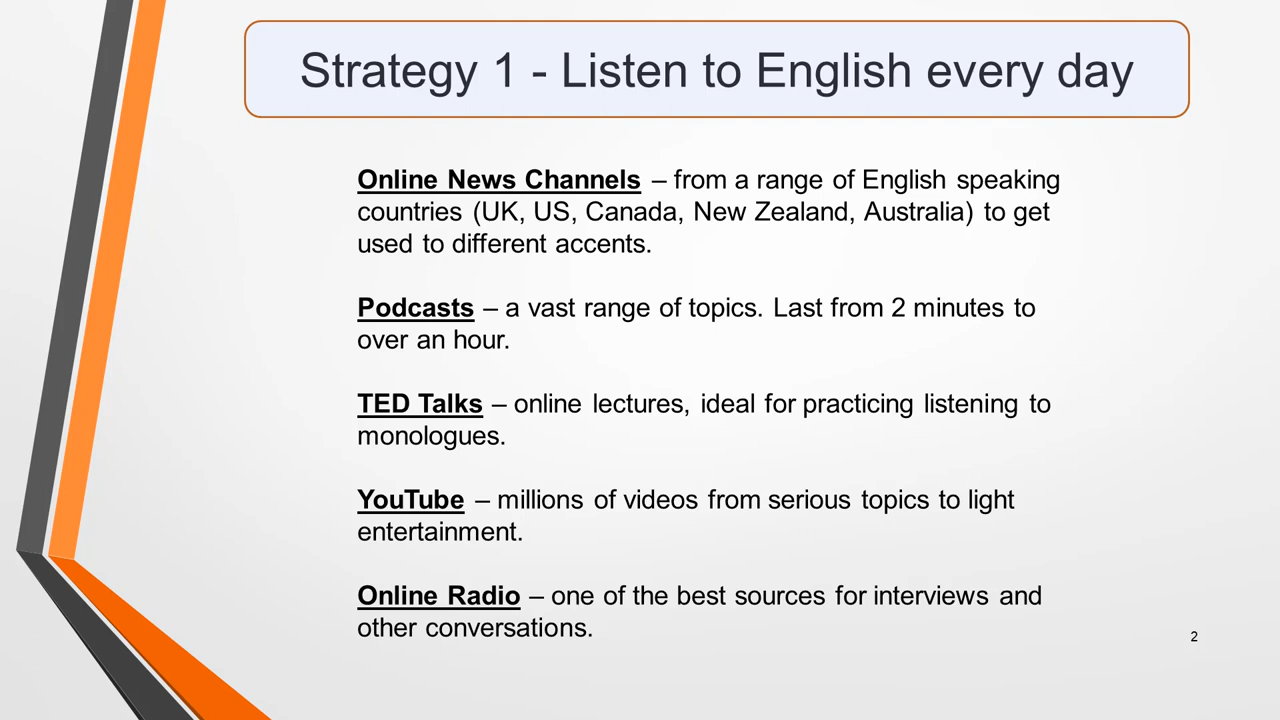 Strategy 1 - Listen to English every day
Online News Channels – from a range of English speaking
countries (UK, US, Canada, New Zealand, Australia) to get
used to different accents.
Podcasts – a vast range of topics. Last from 2 minutes to
over an hour.
TED Talks – online lectures, ideal for practicing listening to
monologues.
YouTube – millions of videos from serious topics to light
entertainment.
Online Radio – one of the best sources for interviews and
other conversations.
2